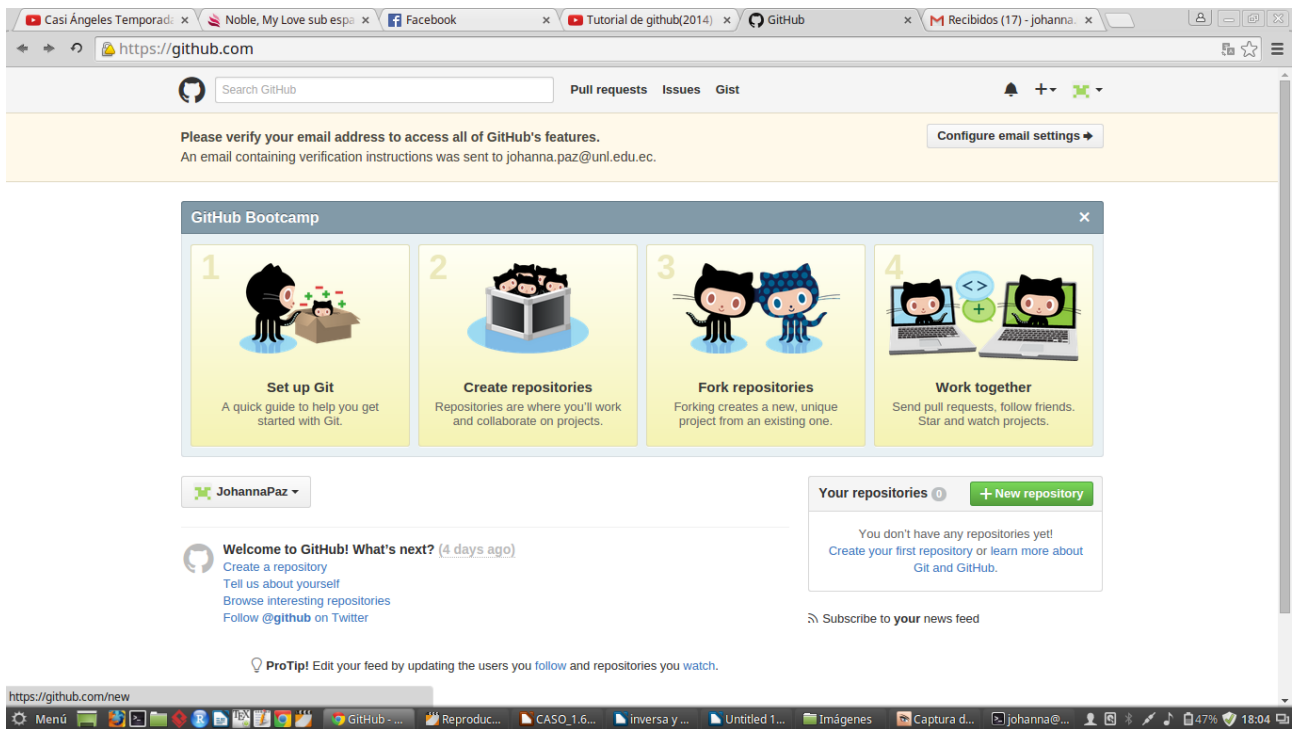 Casi Ángeles Temporada
Noble, My Love sub espa
Facebook
Tutorial de github(2014)
GitHub
Recibidos (17) - johanna.
https://github.com
Search GitHub
Pull requests Issues Gist
Please verify your email address to access all of GitHub's features.
An email containing verification instructions was sent to johanna.paz@unl.edu.ec.
Configure email settings
GitHub Bootcamp
1
Set up Git
A quick guide to help you get
started with Git.
2
Create repositories
Repositories are where you'll work
and collaborate on projects.
3
Fork repositories
Forking creates a new, unique
project from an existing one.
4
Work together
Send pull requests, follow friends.
Star and watch projects.
JohannaPaz
Your repositories 0
New repository
You don't have any repositories yet!
Create your first repository or learn more about
Git and GitHub.
Welcome to GitHub! What's next? (4 days ago)
Create a repository
Tell us about yourself
Browse interesting repositories
Follow @github on Twitter
Subscribe to your news feed
ProTip! Edit your feed by updating the users you follow and repositories you watch.
https://github.com/new
Menú
GitHub - ...
Reproduc...
CASO_1.6...
inversa y ...
Untitled 1...
Imágenes
Captura d...
johanna@...
47%
18:04